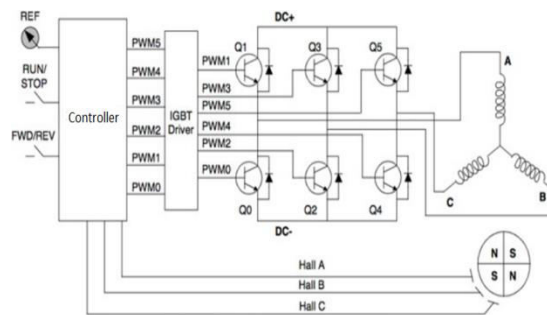 REF
RUN/
STOP
FWD/REV
Controller
PWM5
PWM4
PWM3
PWM2
PWM1
PWM0
IGBT
Driver
PWM1
PWM3
PWM5
PWM4
PWM2
PWM0
DC+
Q1
Q3
Q5
Q0
Q2
Q4
DC-
A
C
B
Hall A
Hall B
Hall C
N S
S N